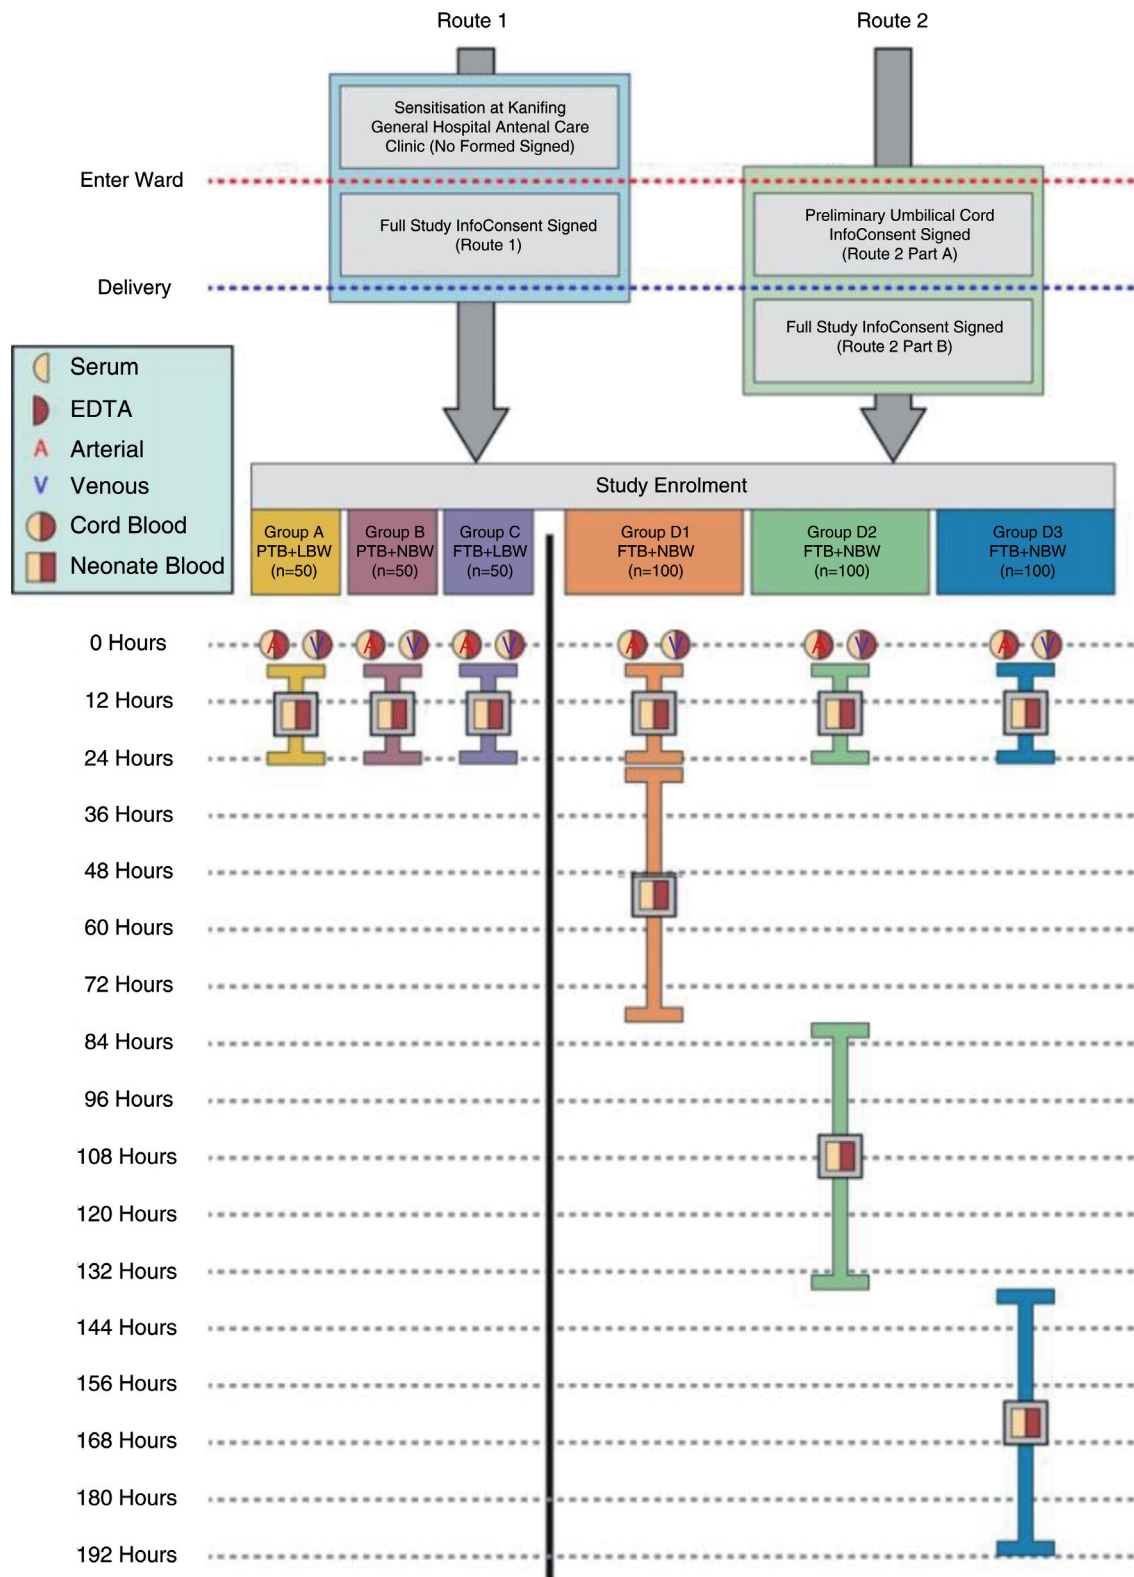 Route 1
Route 2
Sensitisation at Kanifing
General Hospital Antenal Care
Clinic (No Formed Signed)
Enter Ward
Full Study InfoConsent Signed
(Route 1)
Preliminary Umbilical Cord
InfoConsent Signed
(Route 2 Part A)
Delivery
Full Study InfoConsent Signed
(Route 2 Part B)
Serum
EDTA
A Arterial
V Venous
Cord Blood
Neonate Blood
Study Enrolment
Group A
PTB+LBW
(n=50)
Group B
PTB+NBW
(n=50)
Group C
FTB+LBW
(n=50)
Group D1
FTB+NBW
(n=100)
Group D2
FTB+NBW
(n=100)
Group D3
FTB+NBW
(n=100)
0 Hours
A V A V A V A V A V A V
12 Hours
24 Hours
36 Hours
48 Hours
60 Hours
72 Hours
84 Hours
96 Hours
108 Hours
120 Hours
132 Hours
144 Hours
156 Hours
168 Hours
180 Hours
192 Hours